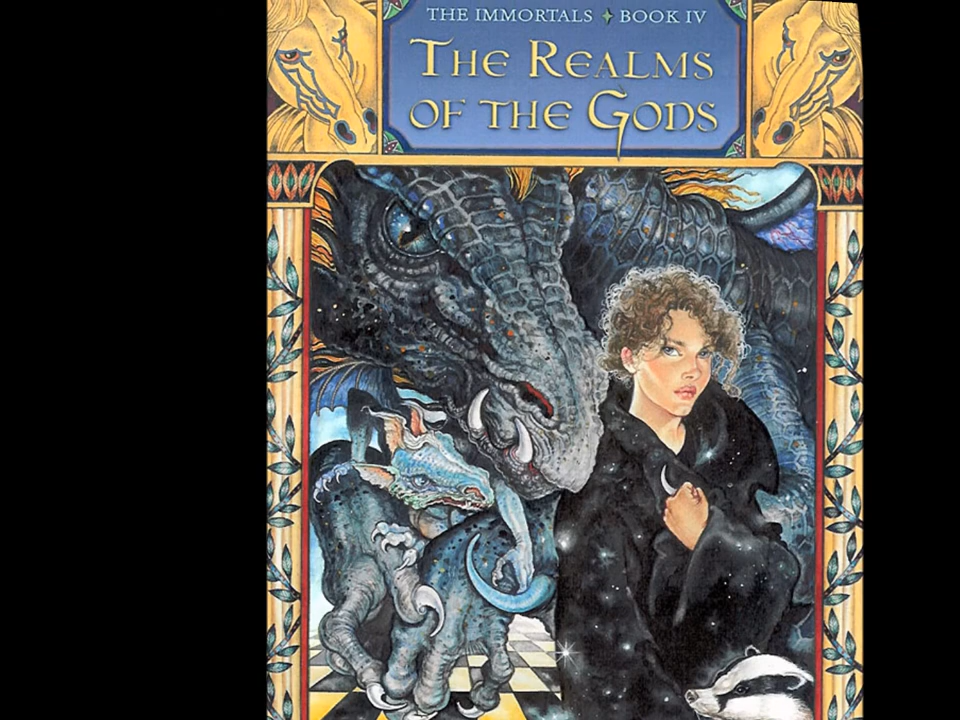 THE IMMORTALS ✦ BOOK IV
THE REALMS
OF THE GODS